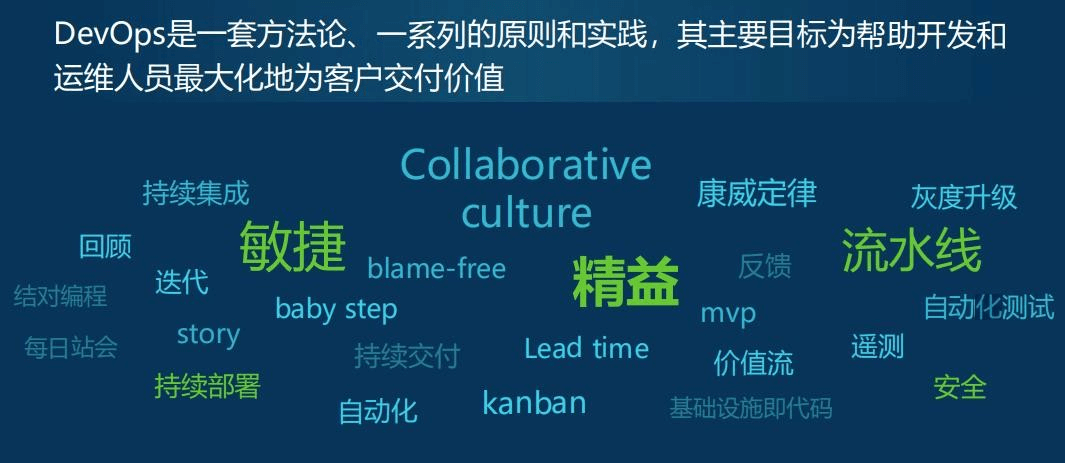 DevOps是一套方法论、一系列的原则和实践，其主要目标为帮助开发和
运维人员最大化地为客户交付价值
Collaborative
culture
持续集成
康威定律
灰度升级
回顾
敏捷
流水线
blame-free
精益
反馈
迭代
结对编程
baby step
mvp
自动化测试
story
每日站会
持续交付
Lead time
价值流
遥测
持续部署
安全
自动化
kanban
基础设施即代码